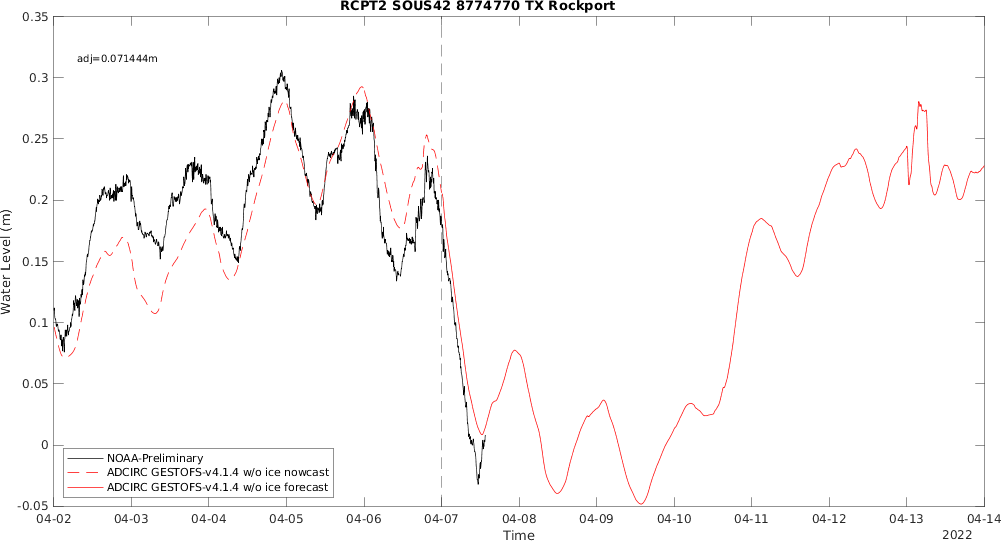 RCPT2 SOUS42 8774770 TX Rockport
0.35
adj=0.071444m
0.3
0.25
0.2
0.15
0.1
0.05
0
-0.05
Water Level (m)
NOAA-Preliminary
ADCIRC GESTOFS-v4.1.4 w/o ice nowcast
ADCIRC GESTOFS-v4.1.4 w/o ice forecast
04-02 04-03 04-04 04-05 04-06 04-07 04-08 04-09 04-10 04-11 04-12 04-13 04-14
Time
2022